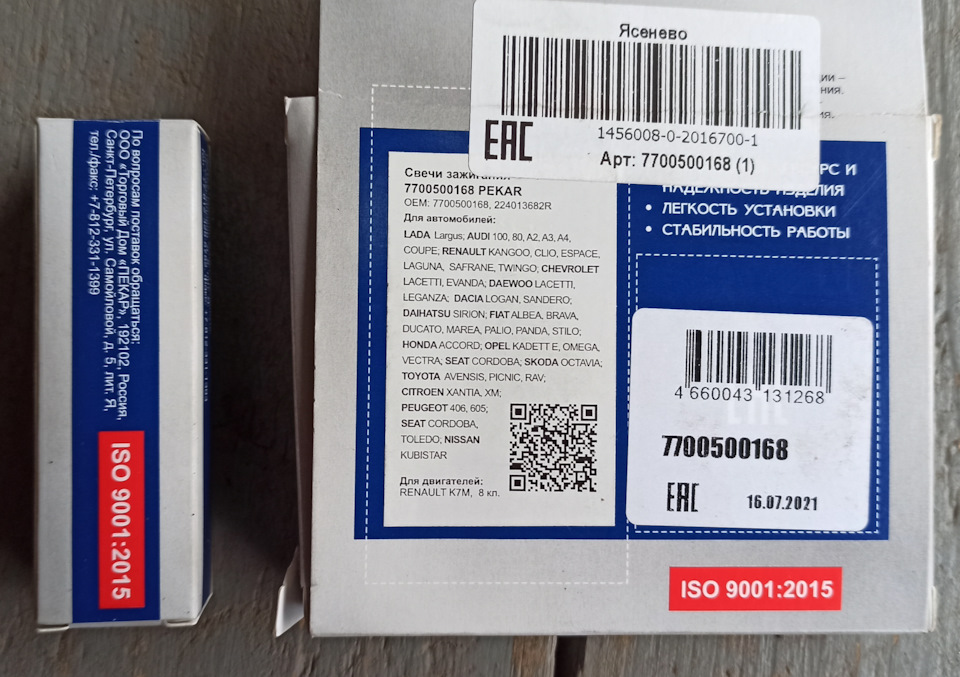 По вопросам поставок обращаться:
ООО «Торговый Дом «ПЕКАР», 192102, Россия,
Санкт-Петербург, ул. Самойловой, д. 5, лит. Я,
тел./факс: +7-812-331-1399
ISO 9001:2015
Ясенево
EAC
1456008-0-2016700-1
Арт: 7700500168 (1)
Свечи зажигания
7700500168 PEKAR
OEM: 7700500168, 224013682R
Для автомобилей:
LADA Largus; AUDI 100, 80, A2, A3, A4,
COUPE; RENAULT KANGOO, CLIO, ESPACE,
LAGUNA, SAFRANE, TWINGO; CHEVROLET
LACETTI, EVANDA; DAEWOO LACETTI,
LEGANZA; DACIA LOGAN, SANDERO;
DAIHATSU SIRION; FIAT ALBEA, BRAVA,
DUCATO, MAREA, PALIO, PANDA, STILO;
HONDA ACCORD; OPEL KADETT E, OMEGA,
VECTRA; SEAT CORDOBA; SKODA OCTAVIA;
TOYOTA AVENSIS, PICNIC, RAV;
CITROEN XANTIA, XM;
PEUGEOT 406, 605;
SEAT CORDOBA,
TOLEDO; NISSAN
KUBISTAR
Для двигателей:
RENAULT K7M, 8 кл.
РС И
НАДЕЖНОСТЬ ИЗДЕЛИЯ
• ЛЕГКОСТЬ УСТАНОВКИ
• СТАБИЛЬНОСТЬ РАБОТЫ
4 660043 131268
7700500168
EAC 16.07.2021
ISO 9001:2015